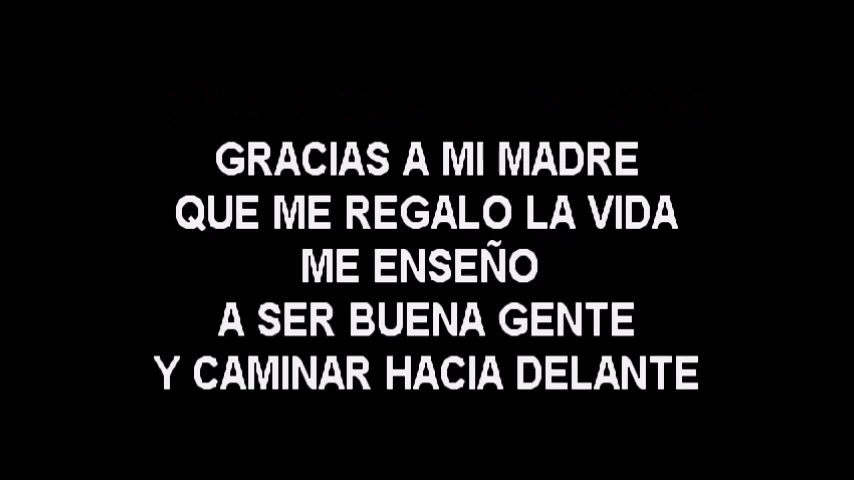 GRACIAS A MI MADRE
QUE ME REGALO LA VIDA
ME ENSEÑO
A SER BUENA GENTE
Y CAMINAR HACIA DELANTE